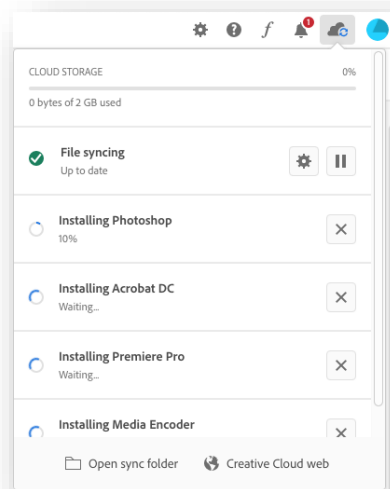 CLOUD STORAGE 0%
0 bytes of 2 GB used
File syncing
Up to date
Installing Photoshop
10%
Installing Acrobat DC
Waiting...
Installing Premiere Pro
Waiting...
Installing Media Encoder
Open sync folder Creative Cloud web